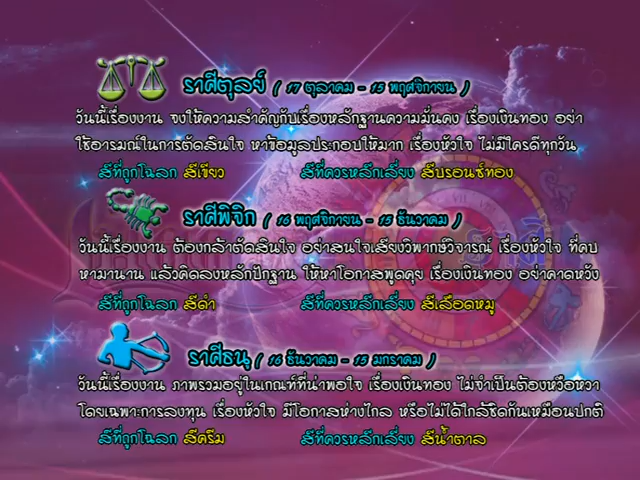 ราศีตุลย์ ( 17 ตุลาคม - 15 พฤศจิกายน )
วันนี้เรื่องงาน จงให้ความสำคัญกับเรื่องหลักฐานความมั่นคง เรื่องเงินทอง อย่า
ใช้อารมณ์ในการตัดสินใจ หาข้อมูลประกอบให้มาก เรื่องหัวใจ ไม่มีใครดีทุกวัน
สีที่ถูกโฉลก สีเขียว สีที่ควรหลีกเลี่ยง สีบรอนซ์ทอง
ราศีพิจิก ( 16 พฤศจิกายน - 15 ธันวาคม )
วันนี้เรื่องงาน ต้องกล้าตัดสินใจ อย่าสนใจเสียงวิพากษ์วิจารณ์ เรื่องหัวใจ ที่คบ
หามานาน แล้วคิดลงหลักปักฐาน ให้หาโอกาสพูดคุย เรื่องเงินทอง อย่าคาดหวัง
สีที่ถูกโฉลก สีดำ สีที่ควรหลีกเลี่ยง สีเลือดหมู
ราศีธนู ( 16 ธันวาคม - 15 มกราคม )
วันนี้เรื่องงาน ภาพรวมอยู่ในเกณฑ์ที่น่าพอใจ เรื่องเงินทอง ไม่จำเป็นต้องหวือหวา
โดยเฉพาะการลงทุน เรื่องหัวใจ มีโอกาสห่างไกล หรือไม่ได้ใกล้ชิดกันเหมือนปกติ
สีที่ถูกโฉลก สีครีม สีที่ควรหลีกเลี่ยง สีน้ำตาล